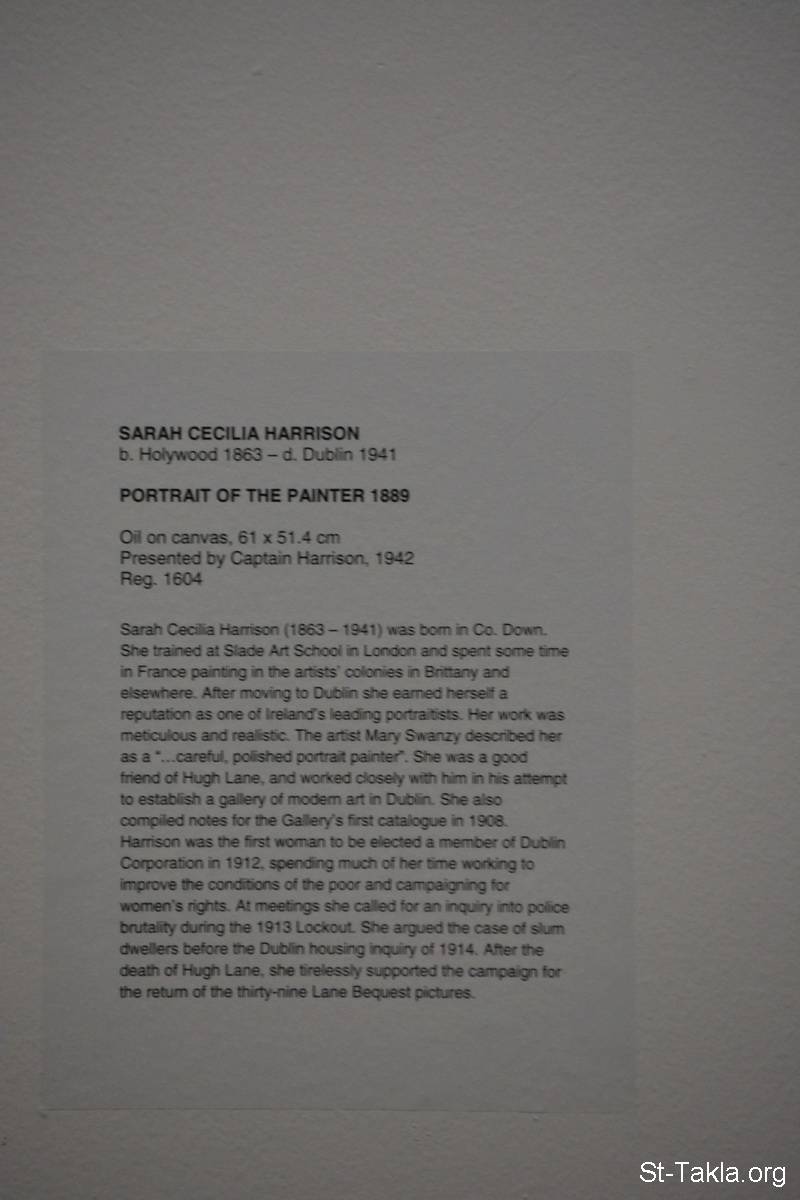 SARAH CECILIA HARRISON
b. Holywood 1863 – d. Dublin 1941
PORTRAIT OF THE PAINTER 1889
Oil on canvas, 61 x 51.4 cm
Presented by Captain Harrison, 1942
Reg. 1604
Sarah Cecilia Harrison (1863 – 1941) was born in Co. Down.
She trained at Slade Art School in London and spent some time
in France painting in the artists' colonies in Brittany and
elsewhere. After moving to Dublin she earned herself a
reputation as one of Ireland's leading portraitists. Her work was
meticulous and realistic. The artist Mary Swanzy described her
as a "...careful, polished portrait painter". She was a good
friend of Hugh Lane, and worked closely with him in his attempt
to establish a gallery of modern art in Dublin. She also
compiled notes for the Gallery's first catalogue in 1908.
Harrison was the first woman to be elected a member of Dublin
Corporation in 1912, spending much of her time working to
improve the conditions of the poor and campaigning for
women's rights. At meetings she called for an inquiry into police
brutality during the 1913 Lockout. She argued the case of slum
dwellers before the Dublin housing inquiry of 1914. After the
death of Hugh Lane, she tirelessly supported the campaign for
the return of the thirty-nine Lane Bequest pictures.
St-Takla.org